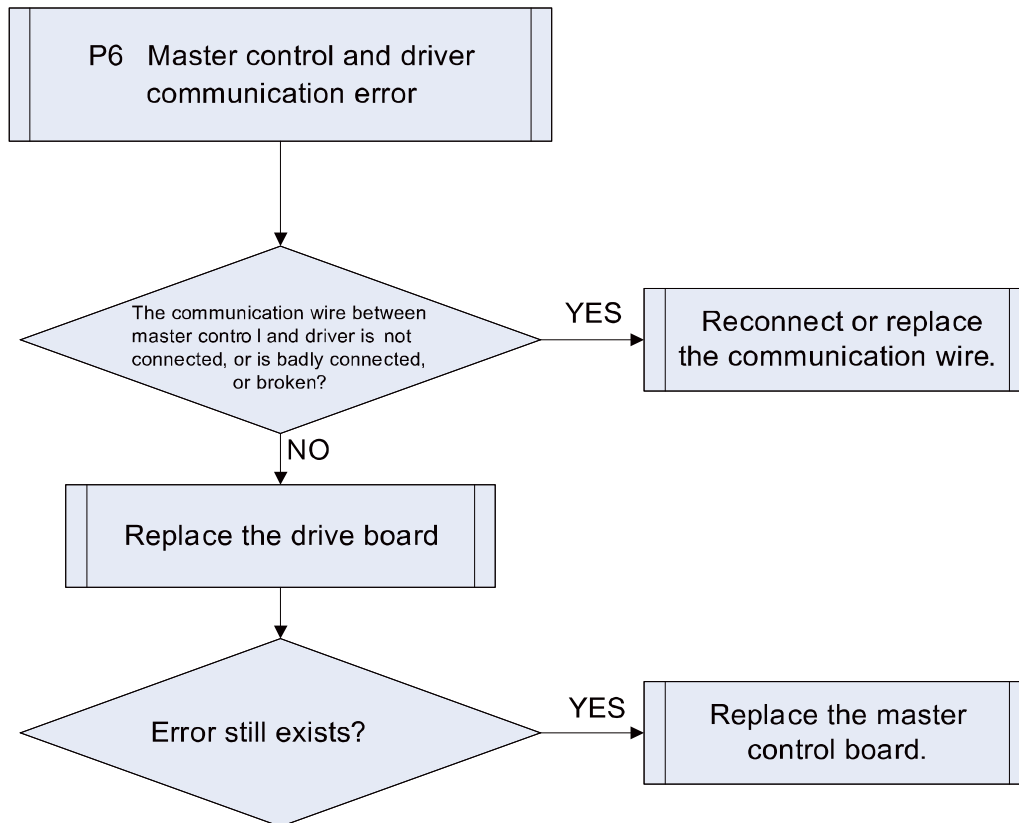 P6 Master control and driver
communication error
The communication wire between
master control and driver is not
connected, or is badly connected,
or broken?
YES
Reconnect or replace
the communication wire.
NO
Replace the drive board
Error still exists?
YES
Replace the master
control board.